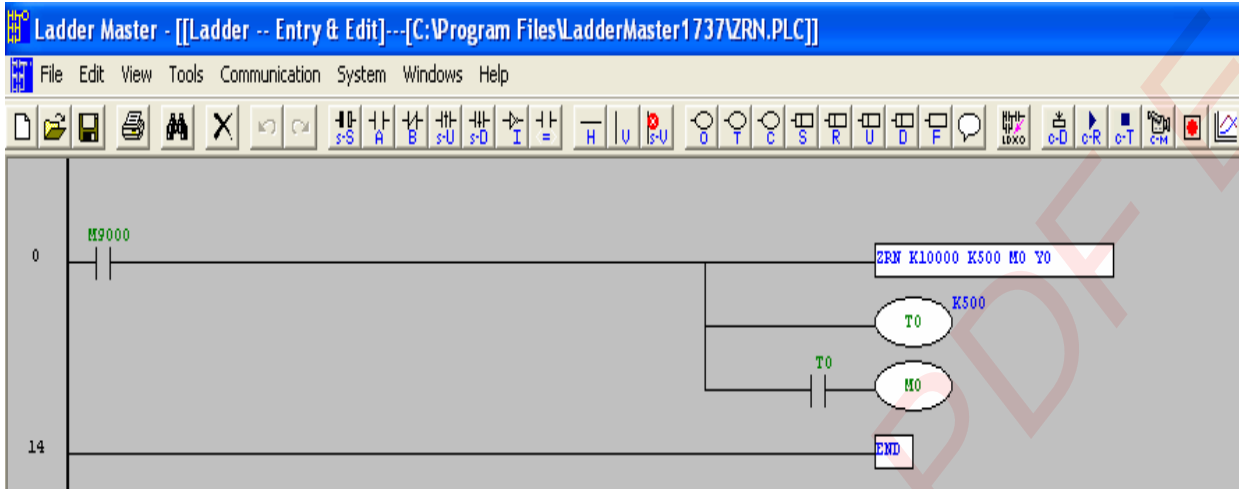 Ladder Master - [[Ladder -- Entry & Edit]---[C:\Program Files\LadderMaster1737\ZRN.PLC]]
File Edit View Tools Communication System Windows Help
s-S A B s-U s-D I = H V s-V O T C S R U D F LDXO c-D c-R c-T c-M
M9000
0
ZRN K10000 K500 M0 Y0
K500
T0
T0
M0
14
END
PDF E